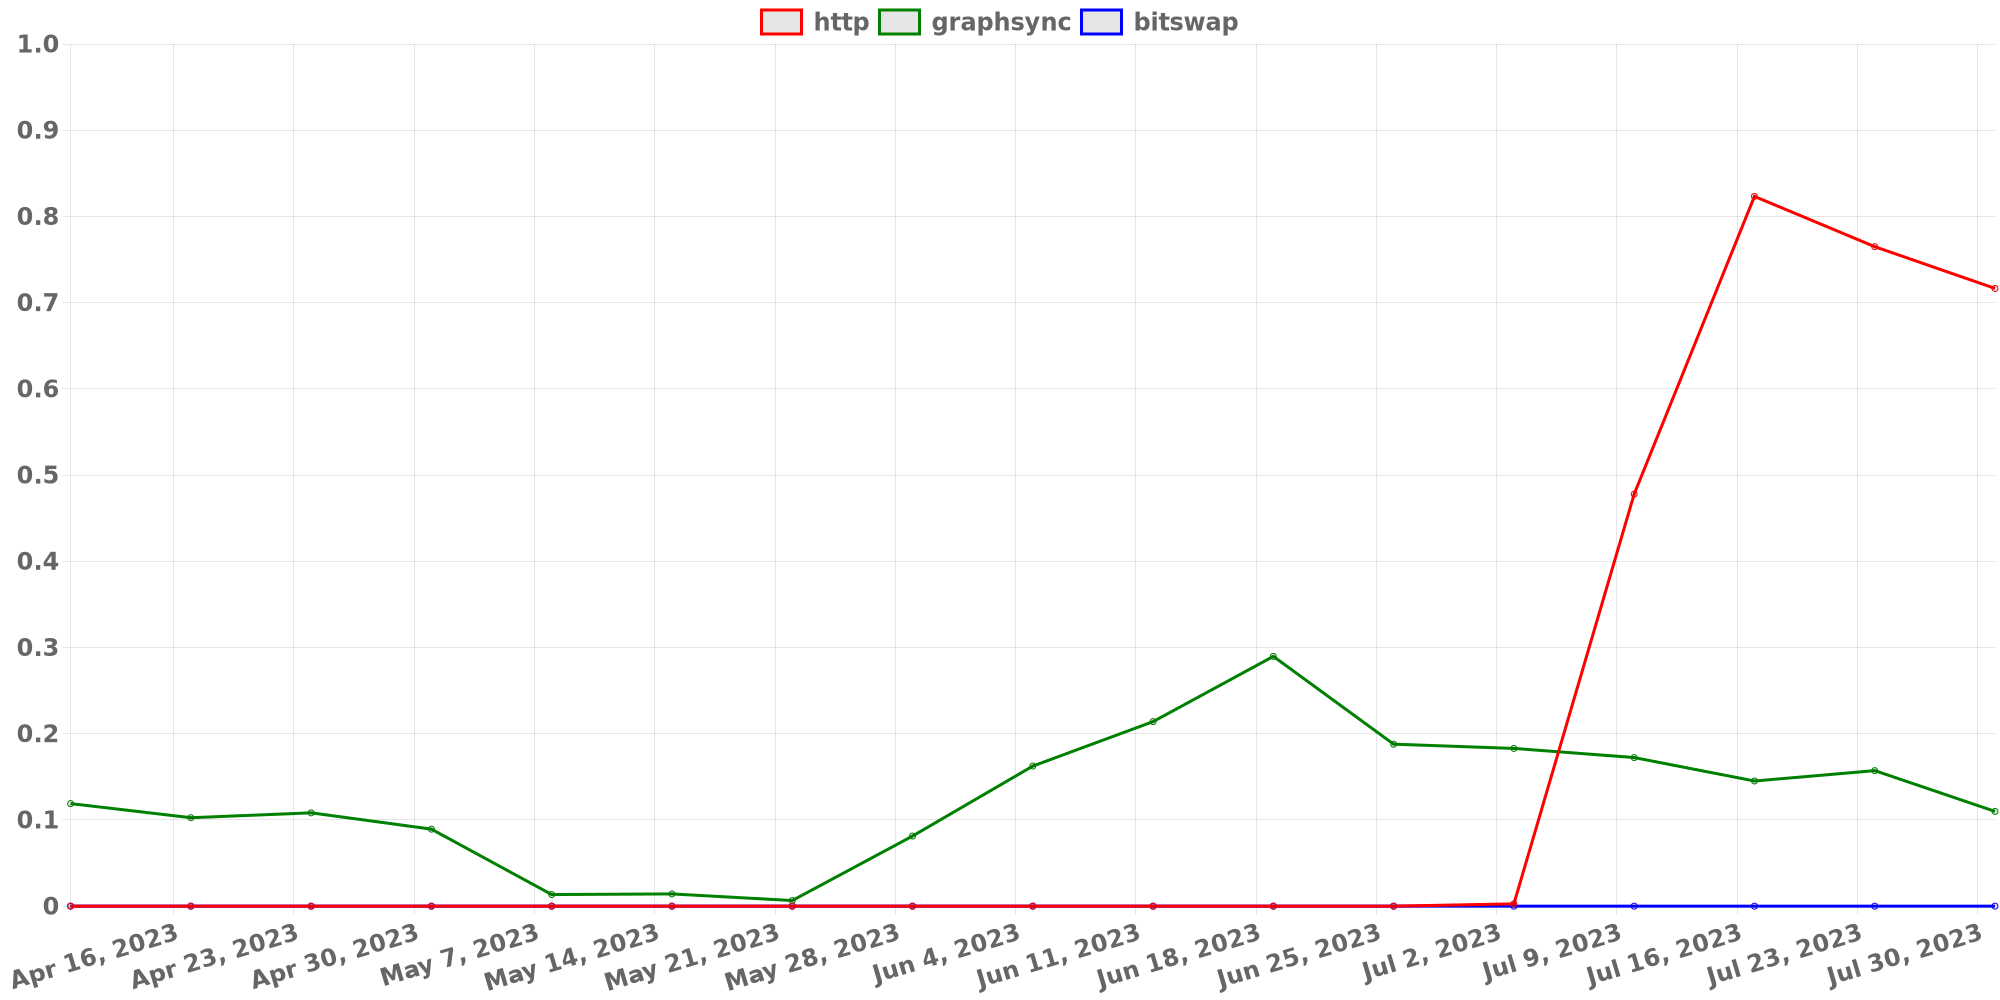 http graphsync bitswap
1.0
0.9
0.8
0.7
0.6
0.5
0.4
0.3
0.2
0.1
0
Apr 16, 2023
Apr 23, 2023
Apr 30, 2023
May 7, 2023
May 14, 2023
May 21, 2023
May 28, 2023
Jun 4, 2023
Jun 11, 2023
Jun 18, 2023
Jun 25, 2023
Jul 2, 2023
Jul 9, 2023
Jul 16, 2023
Jul 23, 2023
Jul 30, 2023